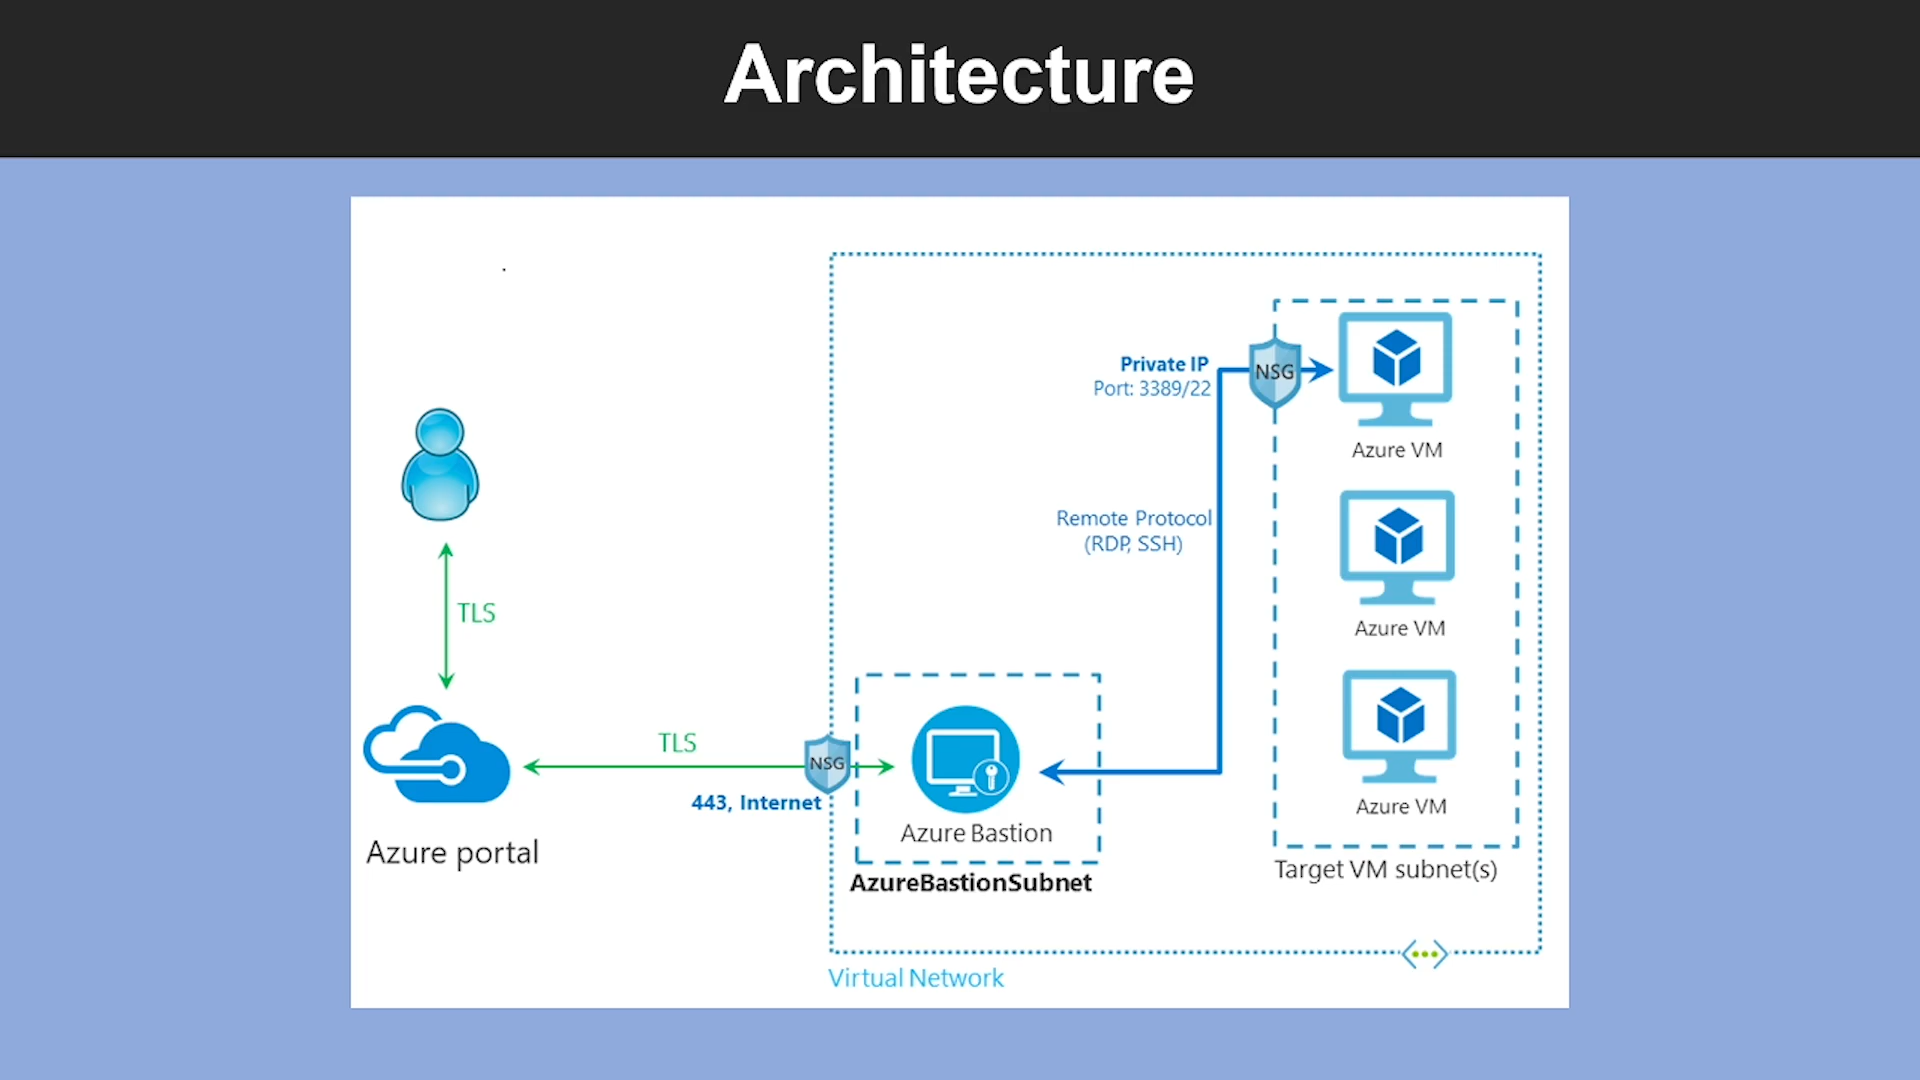 Architecture
Private IP
Port: 3389/22
NSG
Azure VM
Remote Protocol
(RDP, SSH)
Azure VM
TLS
TLS
NSG
443, Internet
Azure VM
Azure Bastion
Azure portal
AzureBastionSubnet
Target VM subnet(s)
Virtual Network